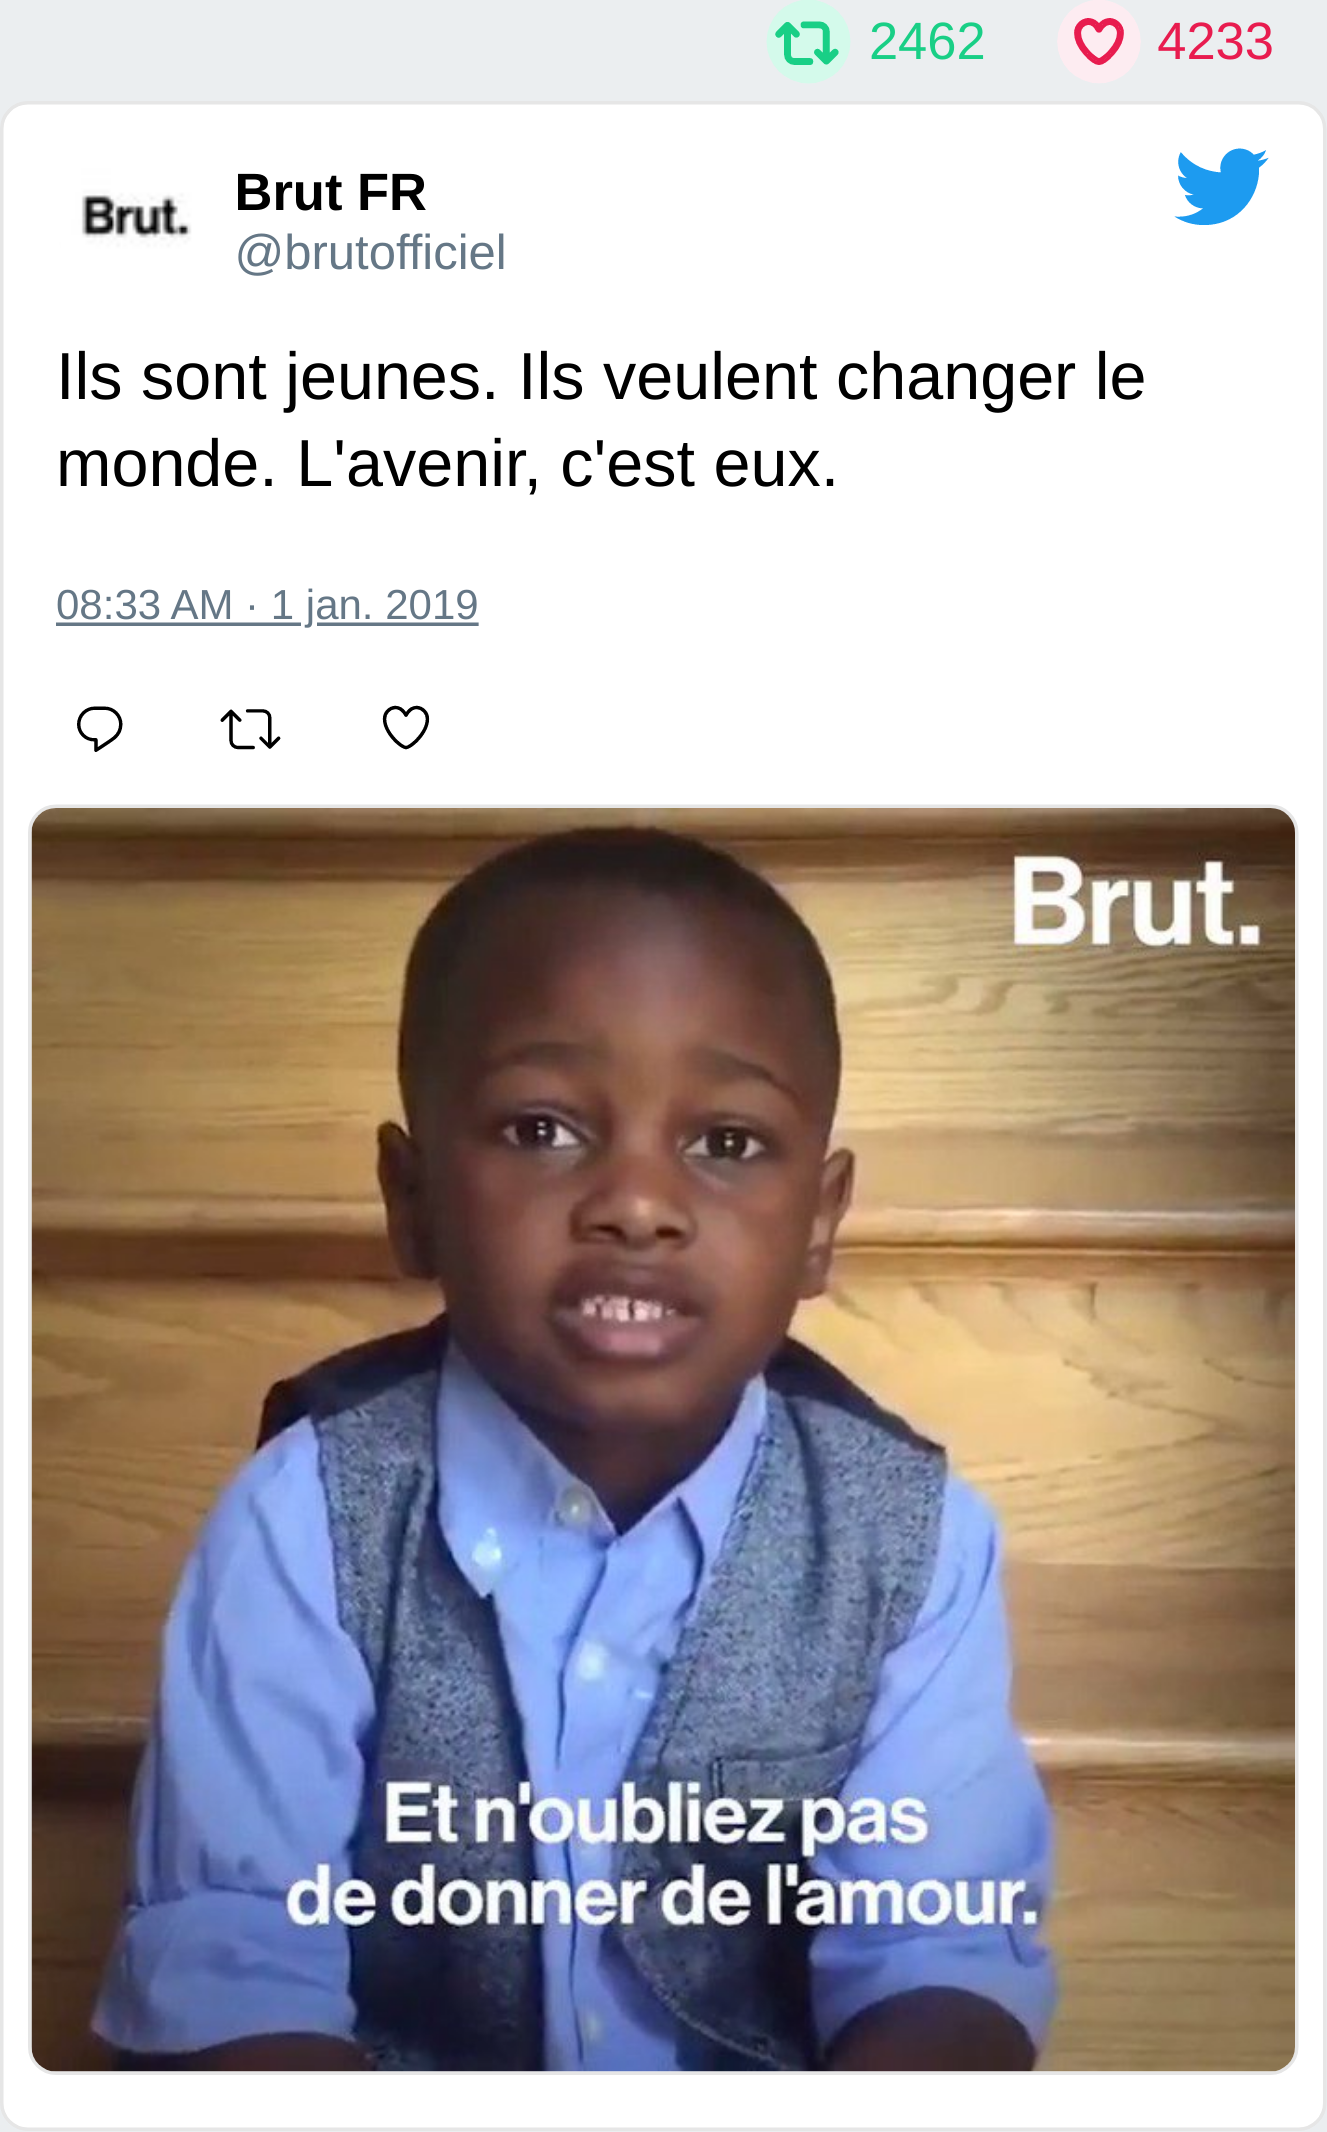 2462 4233
Brut.
Brut FR
@brutofficiel
Ils sont jeunes. Ils veulent changer le
monde. L'avenir, c'est eux.
08:33 AM · 1 jan. 2019
Brut.
Et n'oubliez pas
de donner de l'amour.